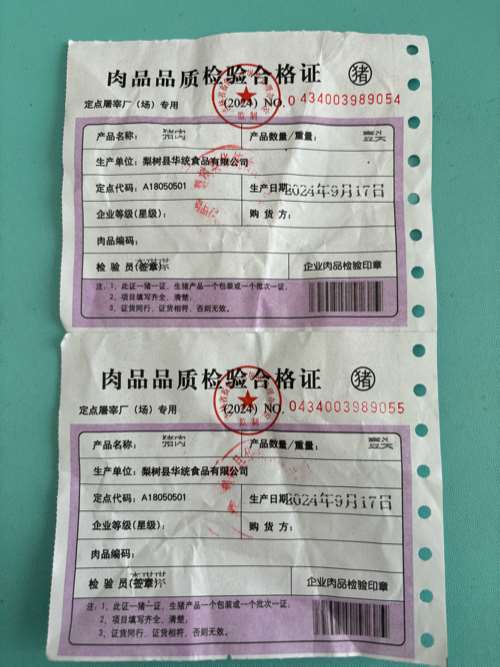 肉品品质检验合格证 猪
定点屠宰厂（场）专用 （2024）NO. 0434003989054
产品名称： 猪肉 产品数量/重量：
生产单位：梨树县华统食品有限公司
定点代码：A18050501 生产日期 2024年9月17日
企业等级(星级)： 购 货 方：
肉品编码：
检 验 员(签章) 企业肉品检验印章
注：1、此证一猪一证，生猪产品一个包装或一个批次一证。
2、项目填写齐全、清楚；
3、证货同行、证货相符，否则无效。
肉品品质检验合格证 猪
定点屠宰厂（场）专用 （2024）NO. 0434003989055
产品名称： 猪肉 产品数量/重量：
生产单位：梨树县华统食品有限公司
定点代码：A18050501 生产日期 2024年9月17日
企业等级(星级)： 购 货 方：
肉品编码：
检 验 员(签章) 企业肉品检验印章
注：1、此证一猪一证，生猪产品一个包装或一个批次一证。
2、项目填写齐全、清楚；
3、证货同行、证货相符，否则无效。